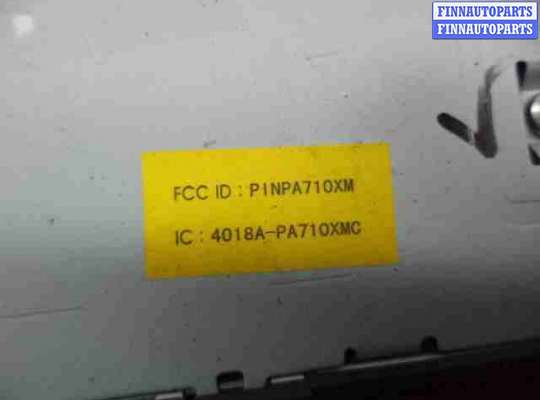 FINNAUTOPARTS
FINNAUTOPARTS
FCC ID : PINPA710XM
IC : 4018A-PA710XMC